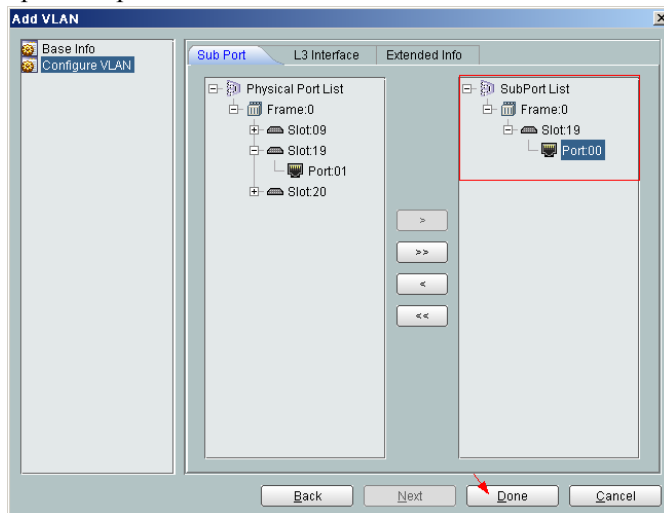 Add VLAN
Base Info
Configure VLAN
Sub Port
L3 Interface
Extended Info
Physical Port List
Frame:0
Slot:09
Slot:19
Port:01
Slot:20
>
>>
<
<<
SubPort List
Frame:0
Slot:19
Port:00
Back
Next
Done
Cancel